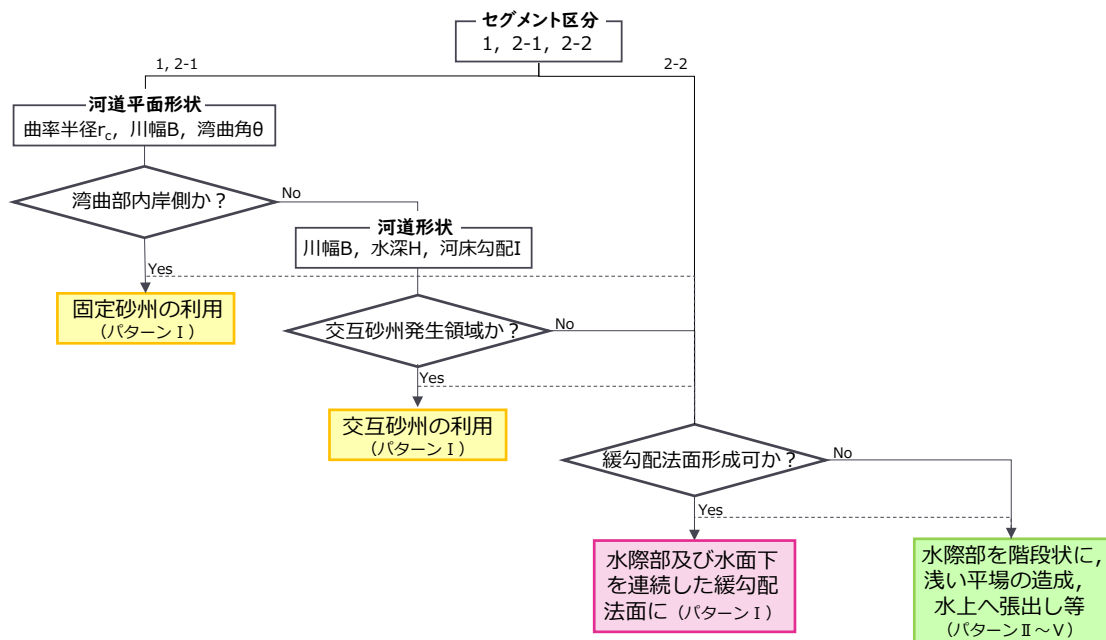 セグメント区分
1, 2-1, 2-2
1, 2-1
2-2
河道平面形状
曲率半径rc, 川幅B, 湾曲角θ
湾曲部内岸側か？
No
河道形状
川幅B, 水深H, 河床勾配I
Yes
固定砂州の利用
（パターンⅠ）
交互砂州発生領域か？
No
Yes
交互砂州の利用
（パターンⅠ）
緩勾配法面形成可か？
No
Yes
水際部及び水面下
を連続した緩勾配
法面に（パターンⅠ）
水際部を階段状に,
浅い平場の造成,
水上へ張出し等
（パターンⅡ～Ⅴ）